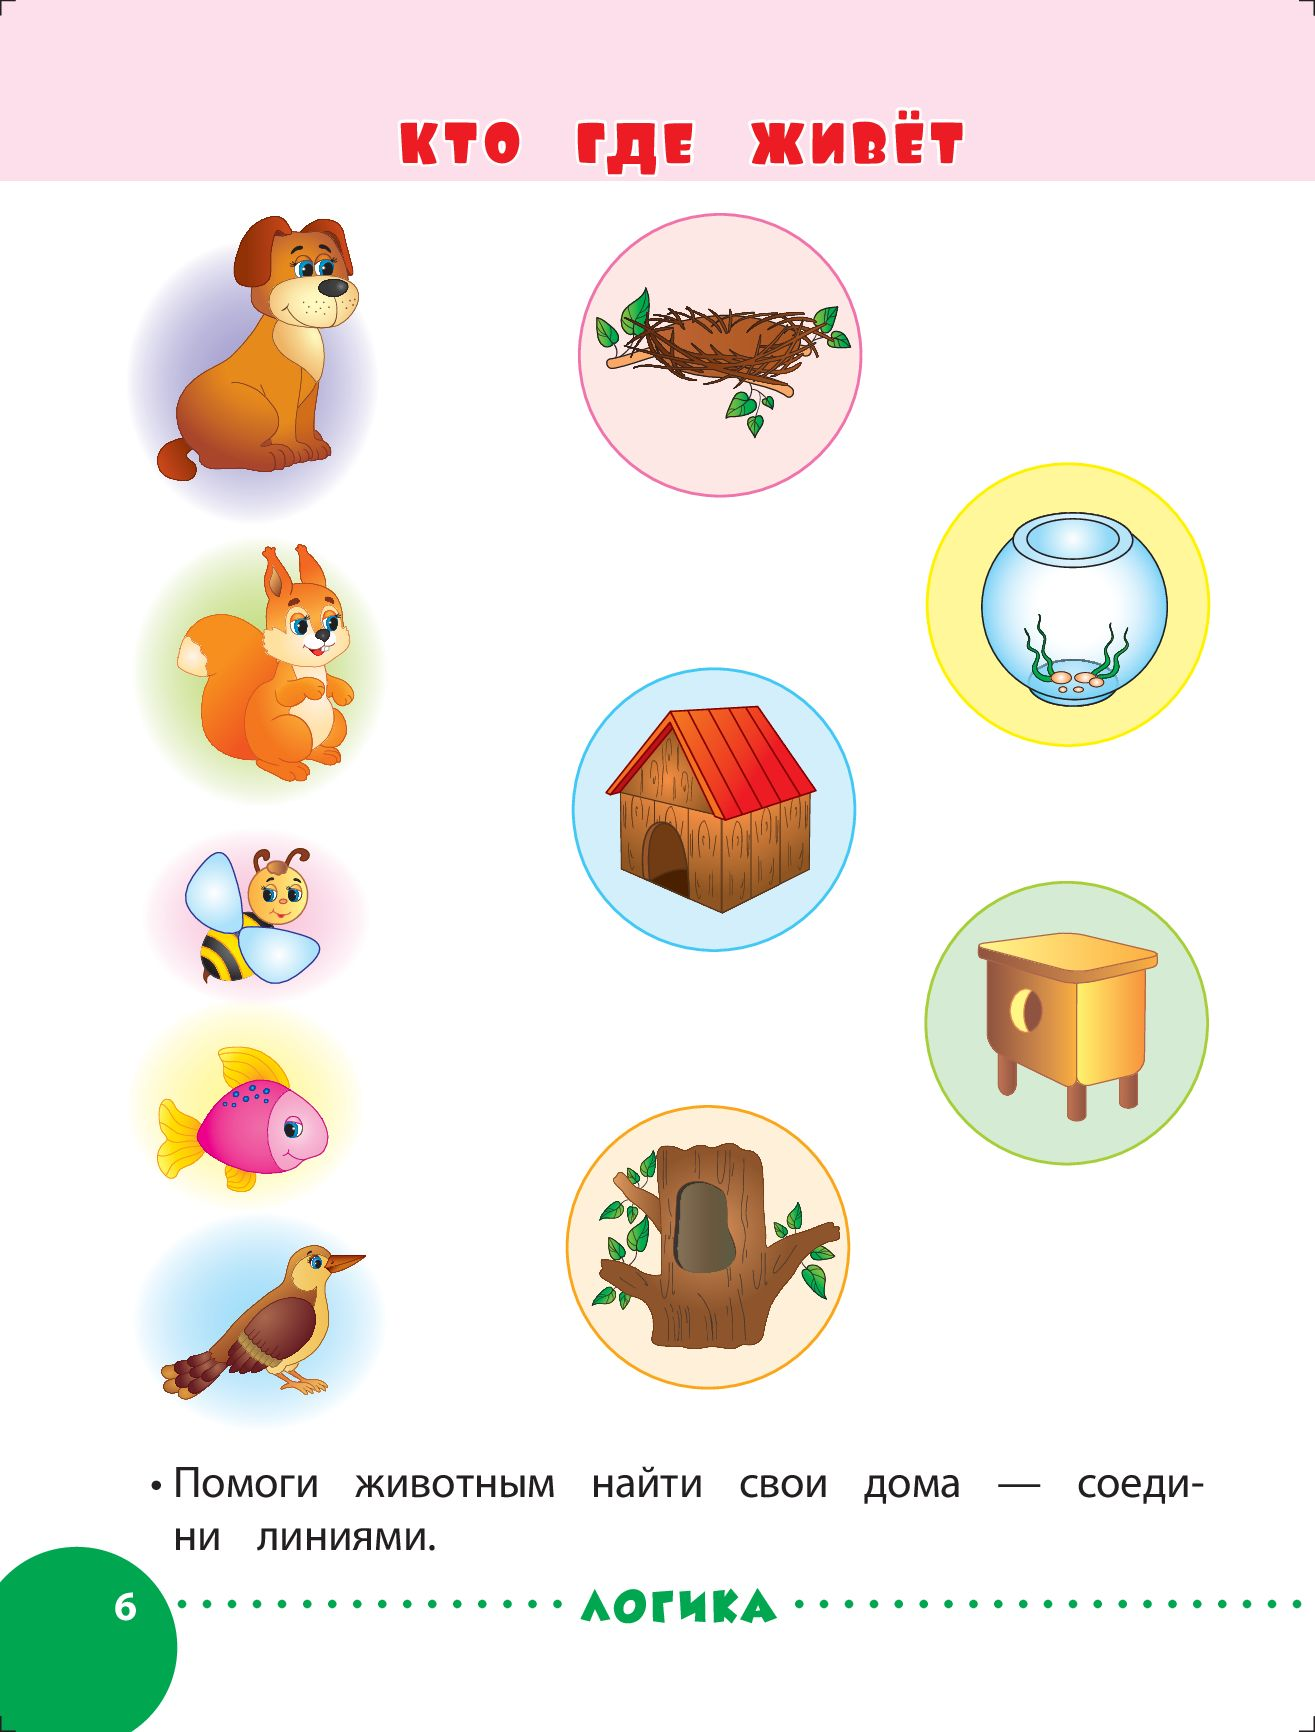 КТО ГДЕ ЖИВЁТ
• Помоги животным найти свои дома — соеди-
ни линиями.
6
ЛОГИКА